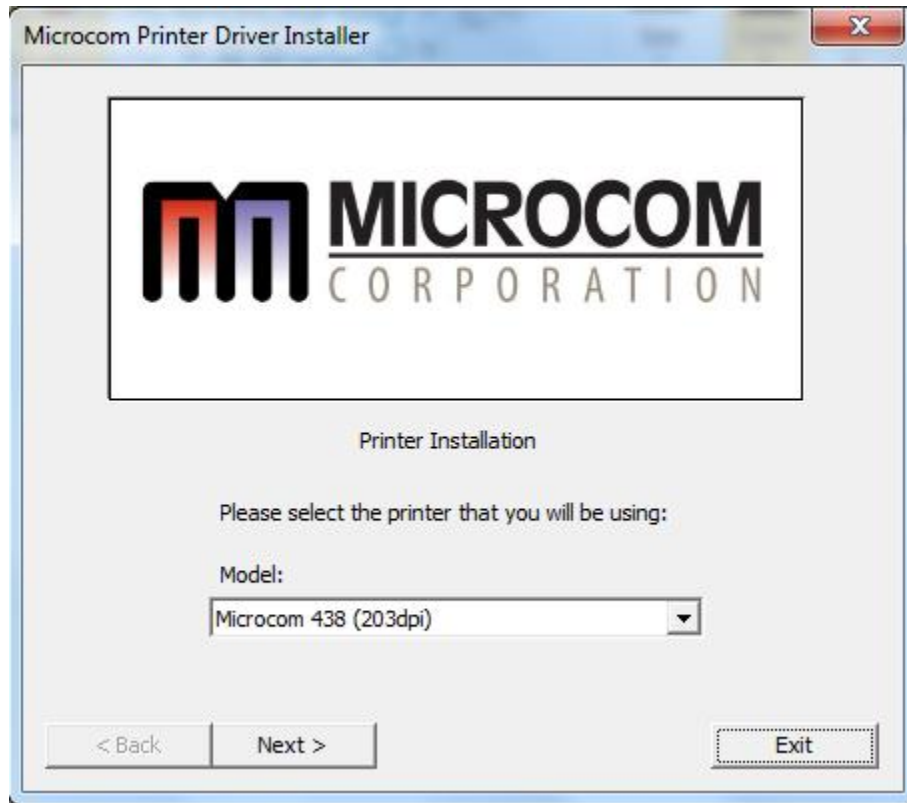 Microcom Printer Driver Installer
MICROCOM
CORPORATION
Printer Installation
Please select the printer that you will be using:
Model:
Microcom 438 (203dpi)
< Back
Next >
Exit